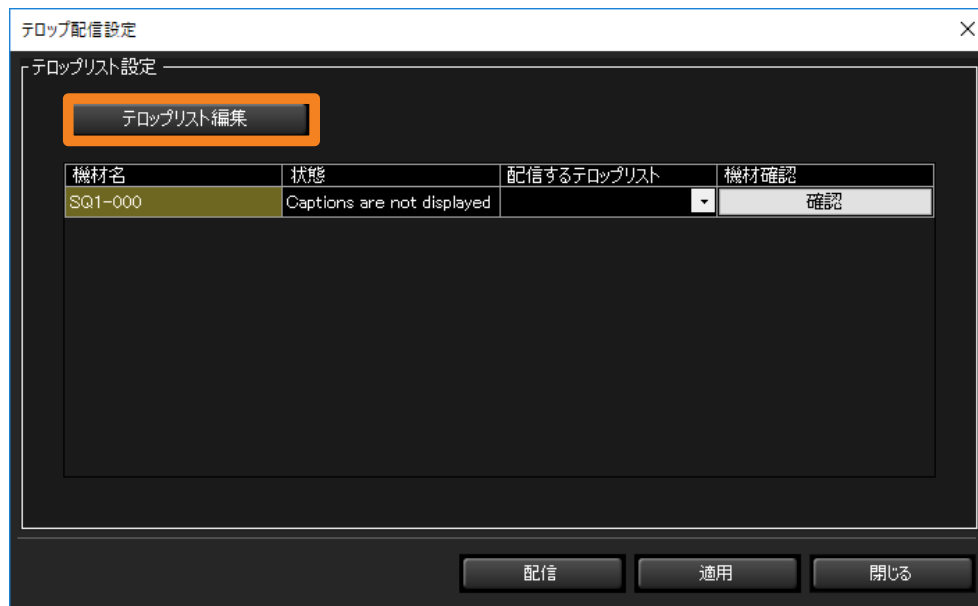 テロップ配信設定
テロップリスト設定
テロップリスト編集
機材名 状態 配信するテロップリスト 機材確認
SQ1-000 Captions are not displayed 確認
配信 適用 閉じる